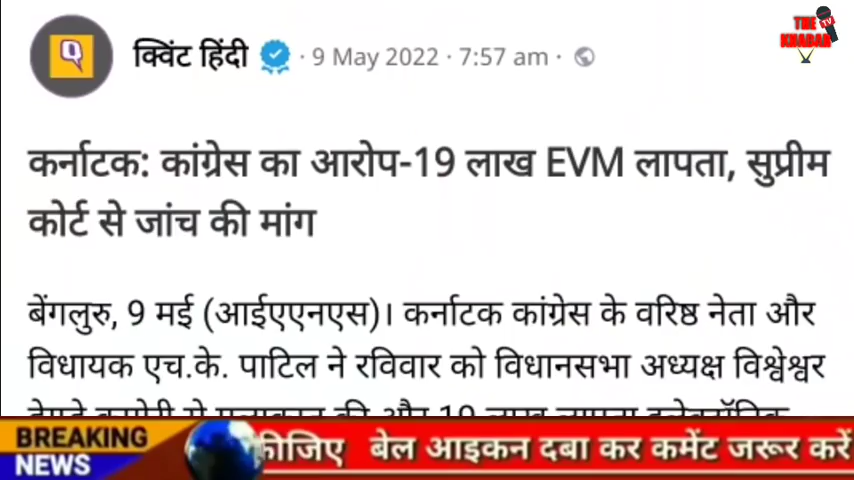 क्विंट हिंदी · 9 May 2022 · 7:57 am ·
THE
KHABAR
कर्नाटक: कांग्रेस का आरोप-19 लाख EVM लापता, सुप्रीम
कोर्ट से जांच की मांग
बेंगलुरु, 9 मई (आईएएनएस)। कर्नाटक कांग्रेस के वरिष्ठ नेता और
विधायक एच.के. पाटिल ने रविवार को विधानसभा अध्यक्ष विश्वेश्वर
BREAKING
NEWS
बेल आइकन दबा कर कमेंट जरूर करें